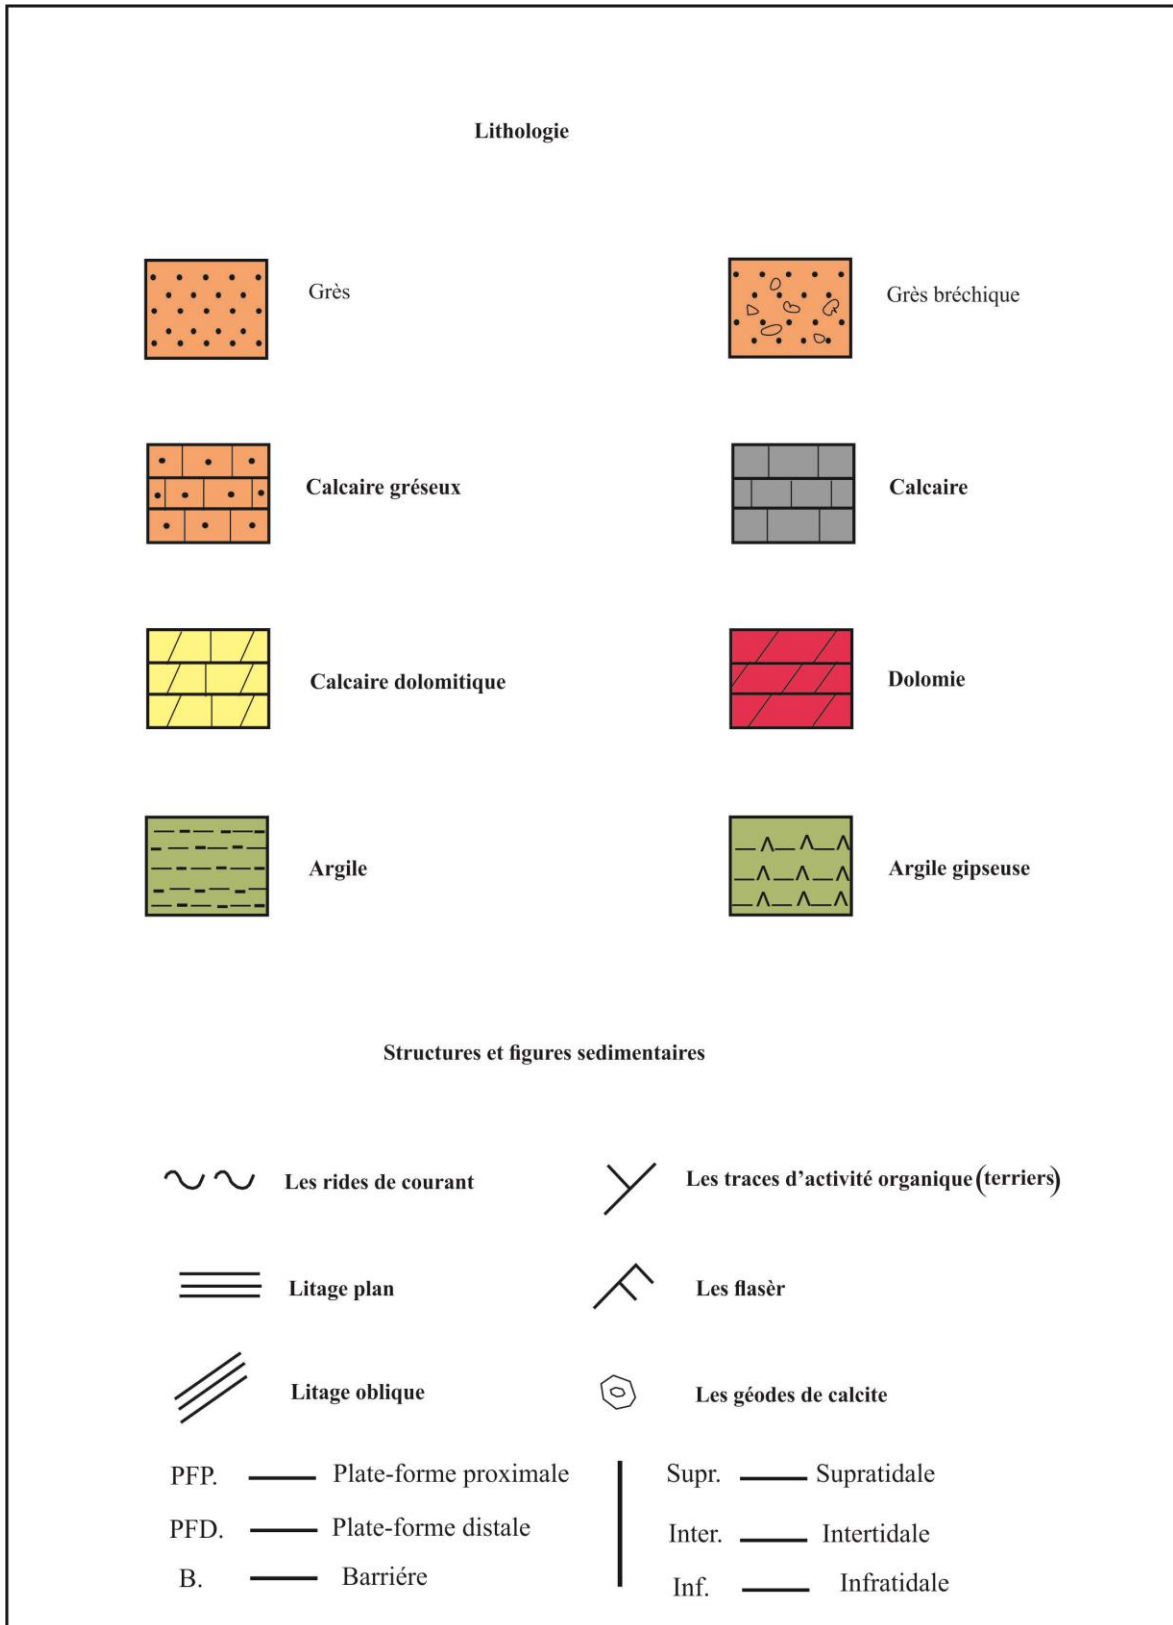 Lithologie
Grès
Grès bréchique
Calcaire gréseux
Calcaire
Calcaire dolomitique
Dolomie
Argile
Argile gipseuse
Structures et figures sedimentaires
Les rides de courant
Les traces d'activité organique (terriers)
Litage plan
Les flasèr
Litage oblique
Les géodes de calcite
PFP. Plate-forme proximale
Supr. Supratidale
PFD. Plate-forme distale
Inter. Intertidale
B. Barriére
Inf. Infratidale